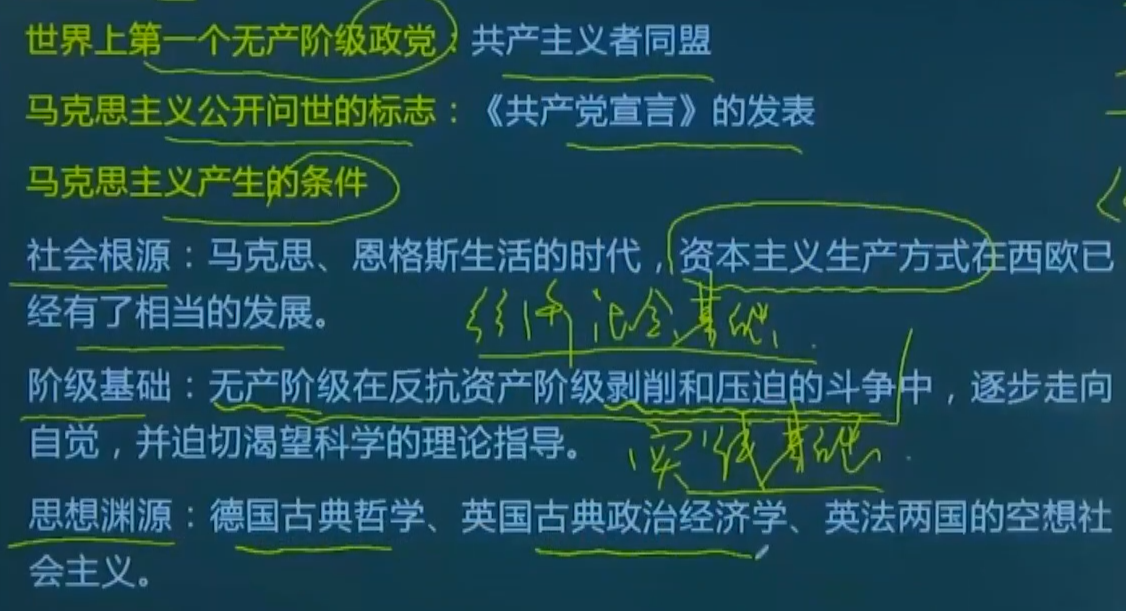 世界上第一个无产阶级政党：共产主义者同盟
马克思主义公开问世的标志：《共产党宣言》的发表
马克思主义产生的条件
社会根源：马克思、恩格斯生活的时代，资本主义生产方式在西欧已
经有了相当的发展。
经济社会基础
阶级基础：无产阶级在反抗资产阶级剥削和压迫的斗争中，逐步走向
自觉，并迫切渴望科学的理论指导。
实践基础
思想渊源：德国古典哲学、英国古典政治经济学、英法两国的空想社
会主义。